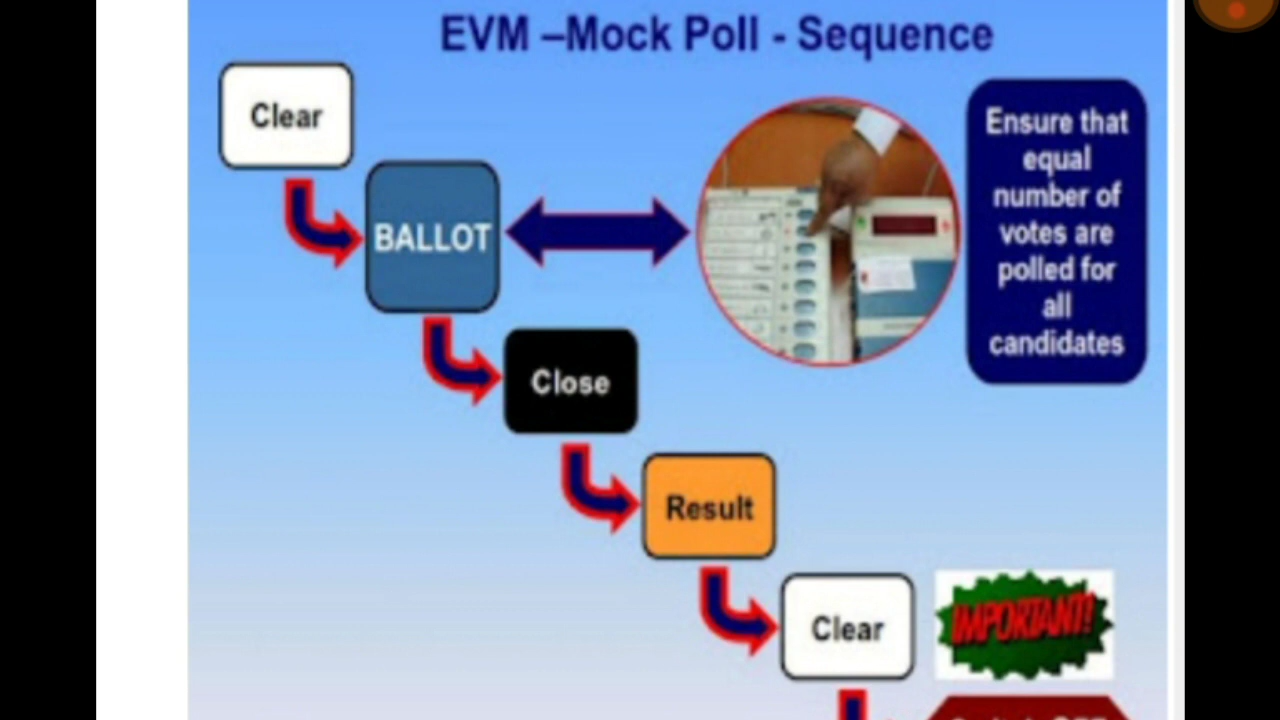 EVM –Mock Poll - Sequence
Clear
BALLOT
Ensure that
equal
number of
votes are
polled for
all
candidates
Close
Result
Clear
IMPORTANT!